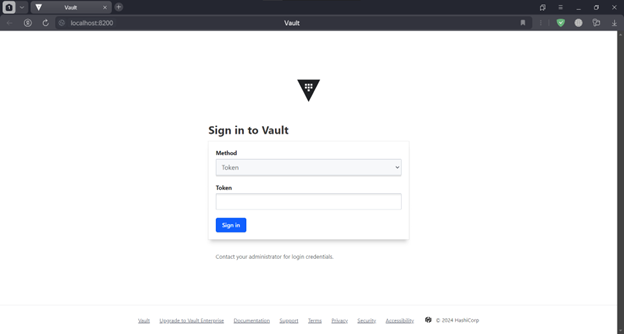 Vault
localhost:8200
Vault
Sign in to Vault
Method
Token
Token
Sign in
Contact your administrator for login credentials.
Vault Upgrade to Vault Enterprise Documentation Support Terms Privacy Security Accessibility © 2024 HashiCorp